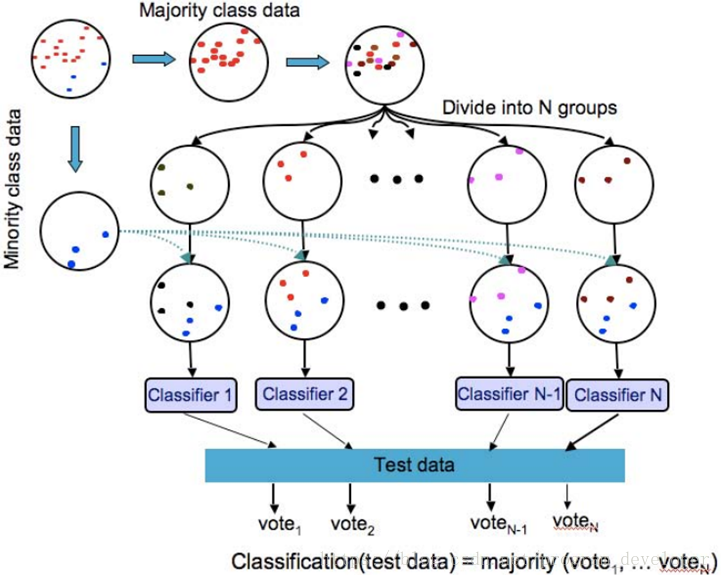 Majority class data
Minority class data
Divide into N groups
Classifier 1
Classifier 2
Classifier N-1
Classifier N
Test data
vote1
vote2
voteN-1
voteN
Classification(test data) = majority (vote1, ... voteN)